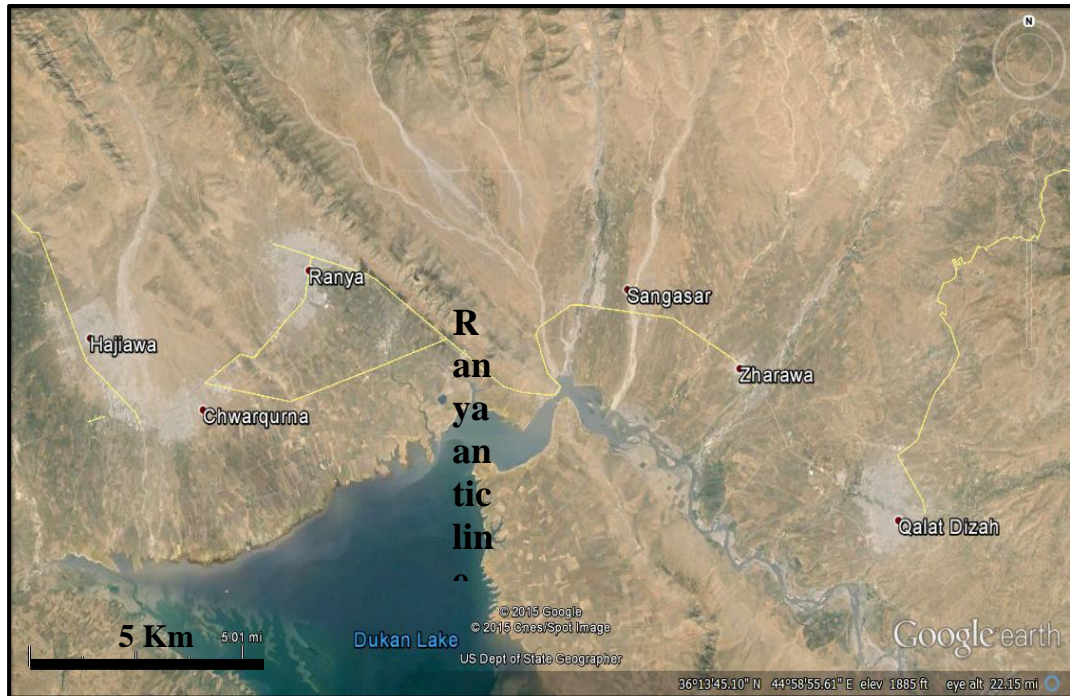 N
Ranya
Sangasar
R
an
ya
an
tic
lin
Hajiawa
Zharawa
Chwarqurna
Qalat Dizah
© 2015 Google
© 2015 Cnes/Spot Image
5 Km
5.01 mi
Dukan Lake
US Dept of State Geographer
Google earth
36°13'45.10" N 44°58'55.61" E elev 1885 ft eye alt 22.15 mi